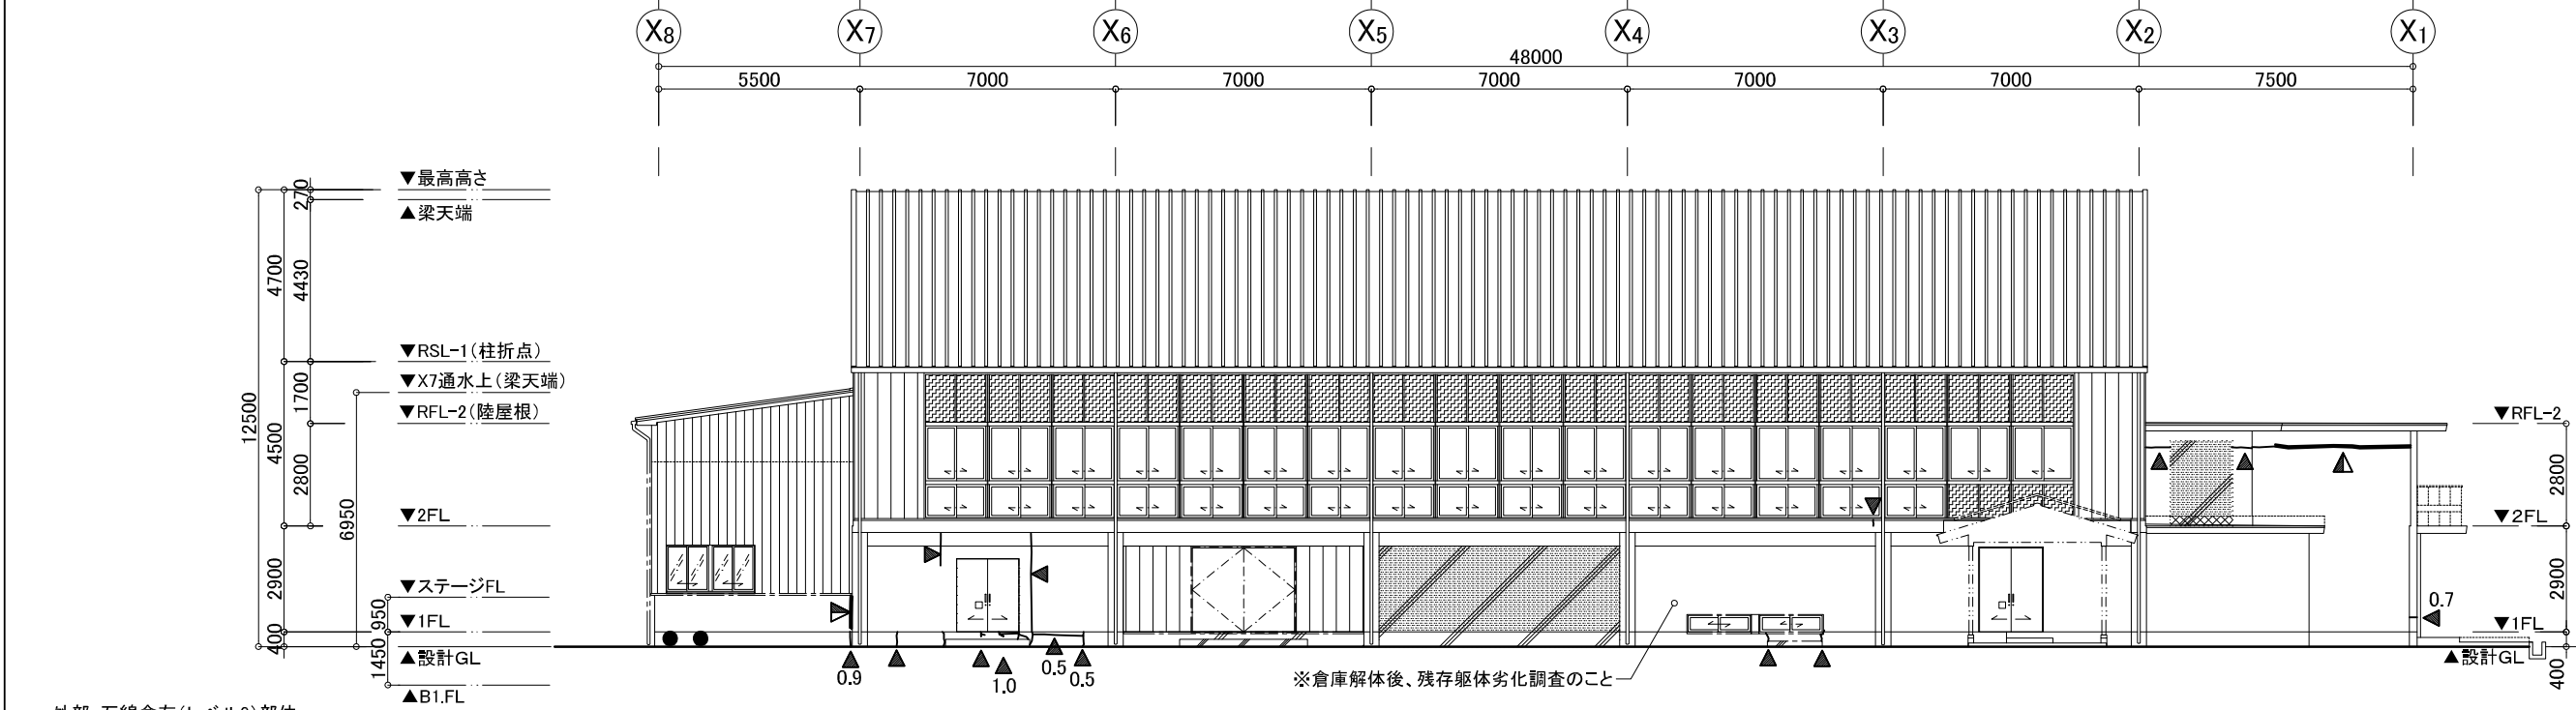 X8 X7 X6 X5 X4 X3 X2 X1
48000
5500 7000 7000 7000 7000 7000 7500
▼最高高さ
270
▲梁天端
4700
4430
▼RSL-1(柱折点)
▼X7通水上(梁天端)
1700
▼RFL-2(陸屋根)
▼RFL-2
12500
4500
2800
2800
6950
▼2FL
▼2FL
2900
2900
▼ステージFL
950
0.7
▼1FL
▼1FL
400
1450
▲設計GL
▲設計GL
400
0.9
1.0
0.5
0.5
※倉庫解体後、残存躯体劣化調査のこと
▲B1.FL